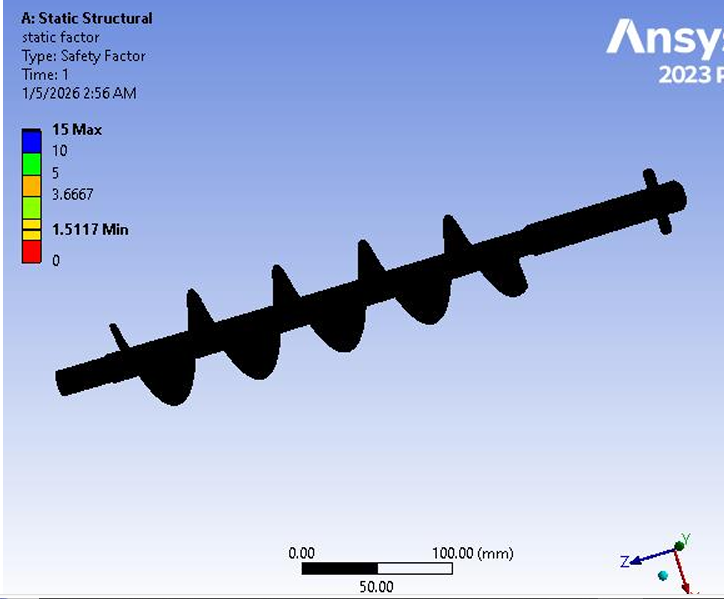 A: Static Structural
static factor
Type: Safety Factor
Time: 1
1/5/2026 2:56 AM
15 Max
10
5
3.6667
1.5117 Min
0
2023
0.00
100.00 (mm)
50.00
Z
Y